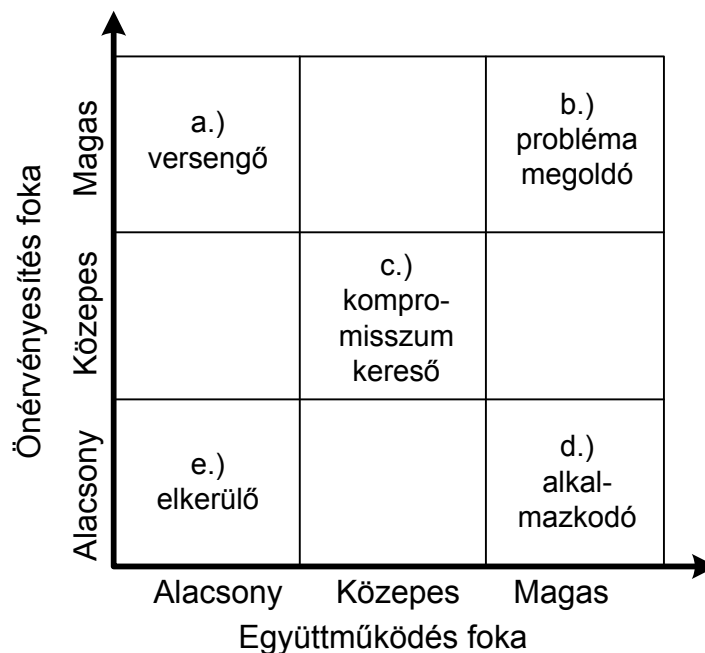 Önérvényesítés foka
Magas
Közepes
Alacsony
a.)
versengő
b.)
probléma
megoldó
c.)
kompro-
misszum
kereső
e.)
elkerülő
d.)
alkal-
mazkodó
Alacsony
Közepes
Magas
Együttműködés foka